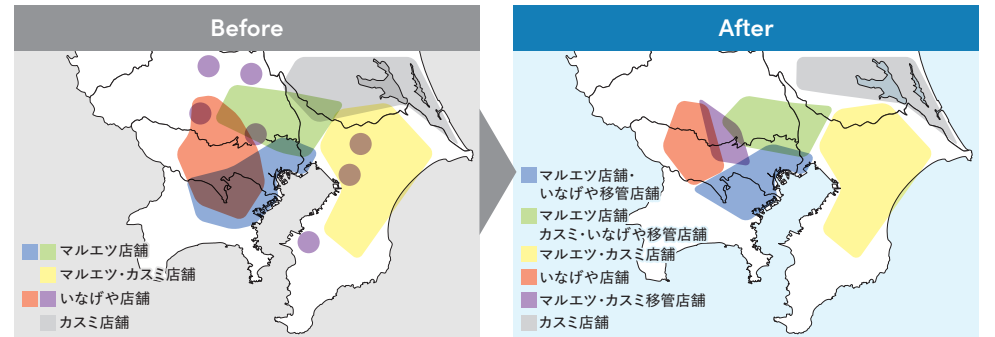 Before
マルエツ店舗
マルエツ・カスミ店舗
いなげや店舗
カスミ店舗
After
マルエツ店舗・
いなげや移管店舗
マルエツ店舗
カスミ・いなげや移管店舗
マルエツ・カスミ店舗
いなげや店舗
マルエツ・カスミ移管店舗
カスミ店舗